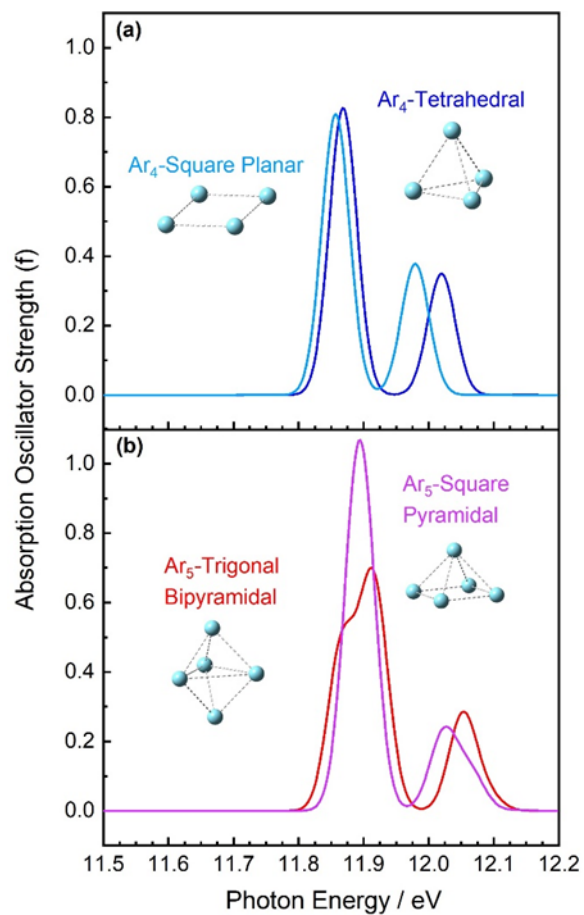 Absorption Oscillator Strength (f)
(a)
1.0
0.8
0.6
0.4
0.2
0.0
Ar₄-Tetrahedral
Ar₄-Square Planar
(b)
1.0
0.8
0.6
0.4
0.2
0.0
Ar₅-Square
Pyramidal
Ar₅-Trigonal
Bipyramidal
11.5 11.6 11.7 11.8 11.9 12.0 12.1 12.2
Photon Energy / eV